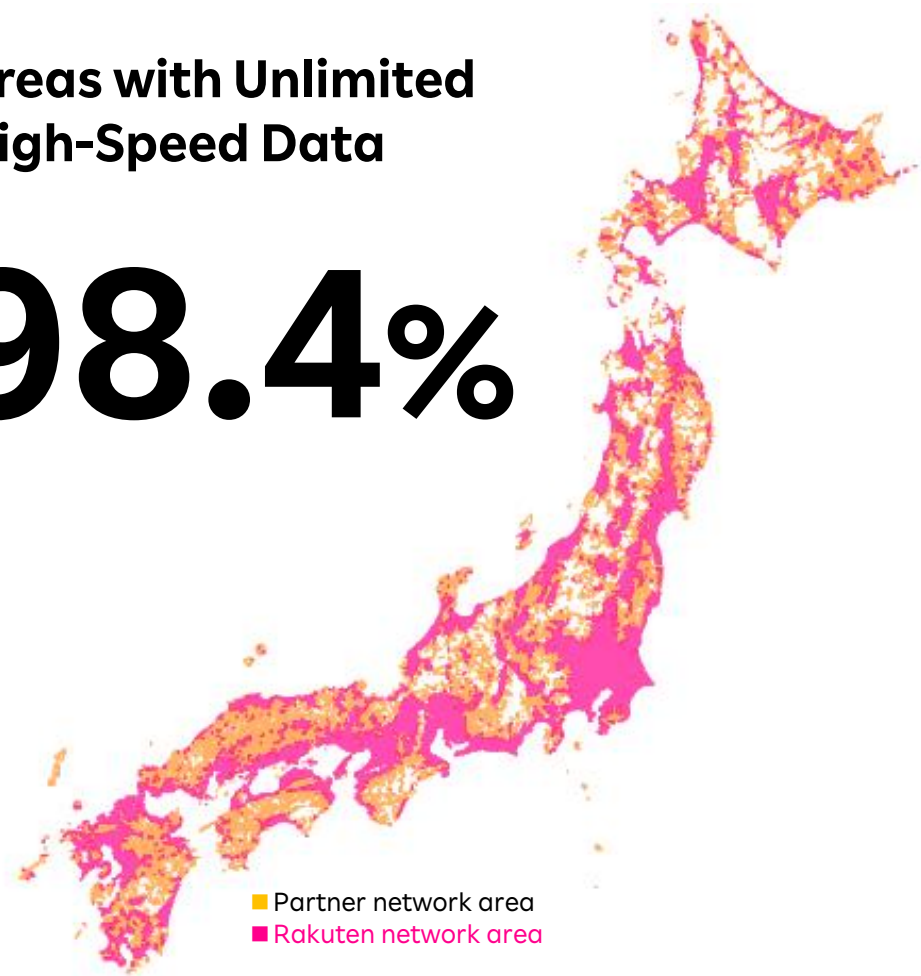 reas with Unlimited
igh-Speed Data
98.4%
Partner network area
Rakuten network area